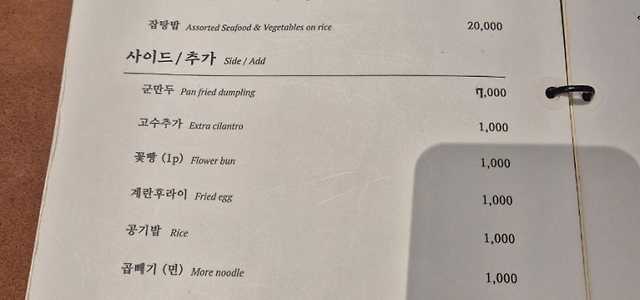 잡탕밥 Assorted Seafood & Vegetables on rice 20,000
사이드/추가 Side / Add
군만두 Pan fried dumpling 7,000
고수추가 Extra cilantro 1,000
꽃빵 (1p) Flower bun 1,000
계란후라이 Fried egg 1,000
공기밥 Rice 1,000
곱빼기 (면) More noodle 1,000